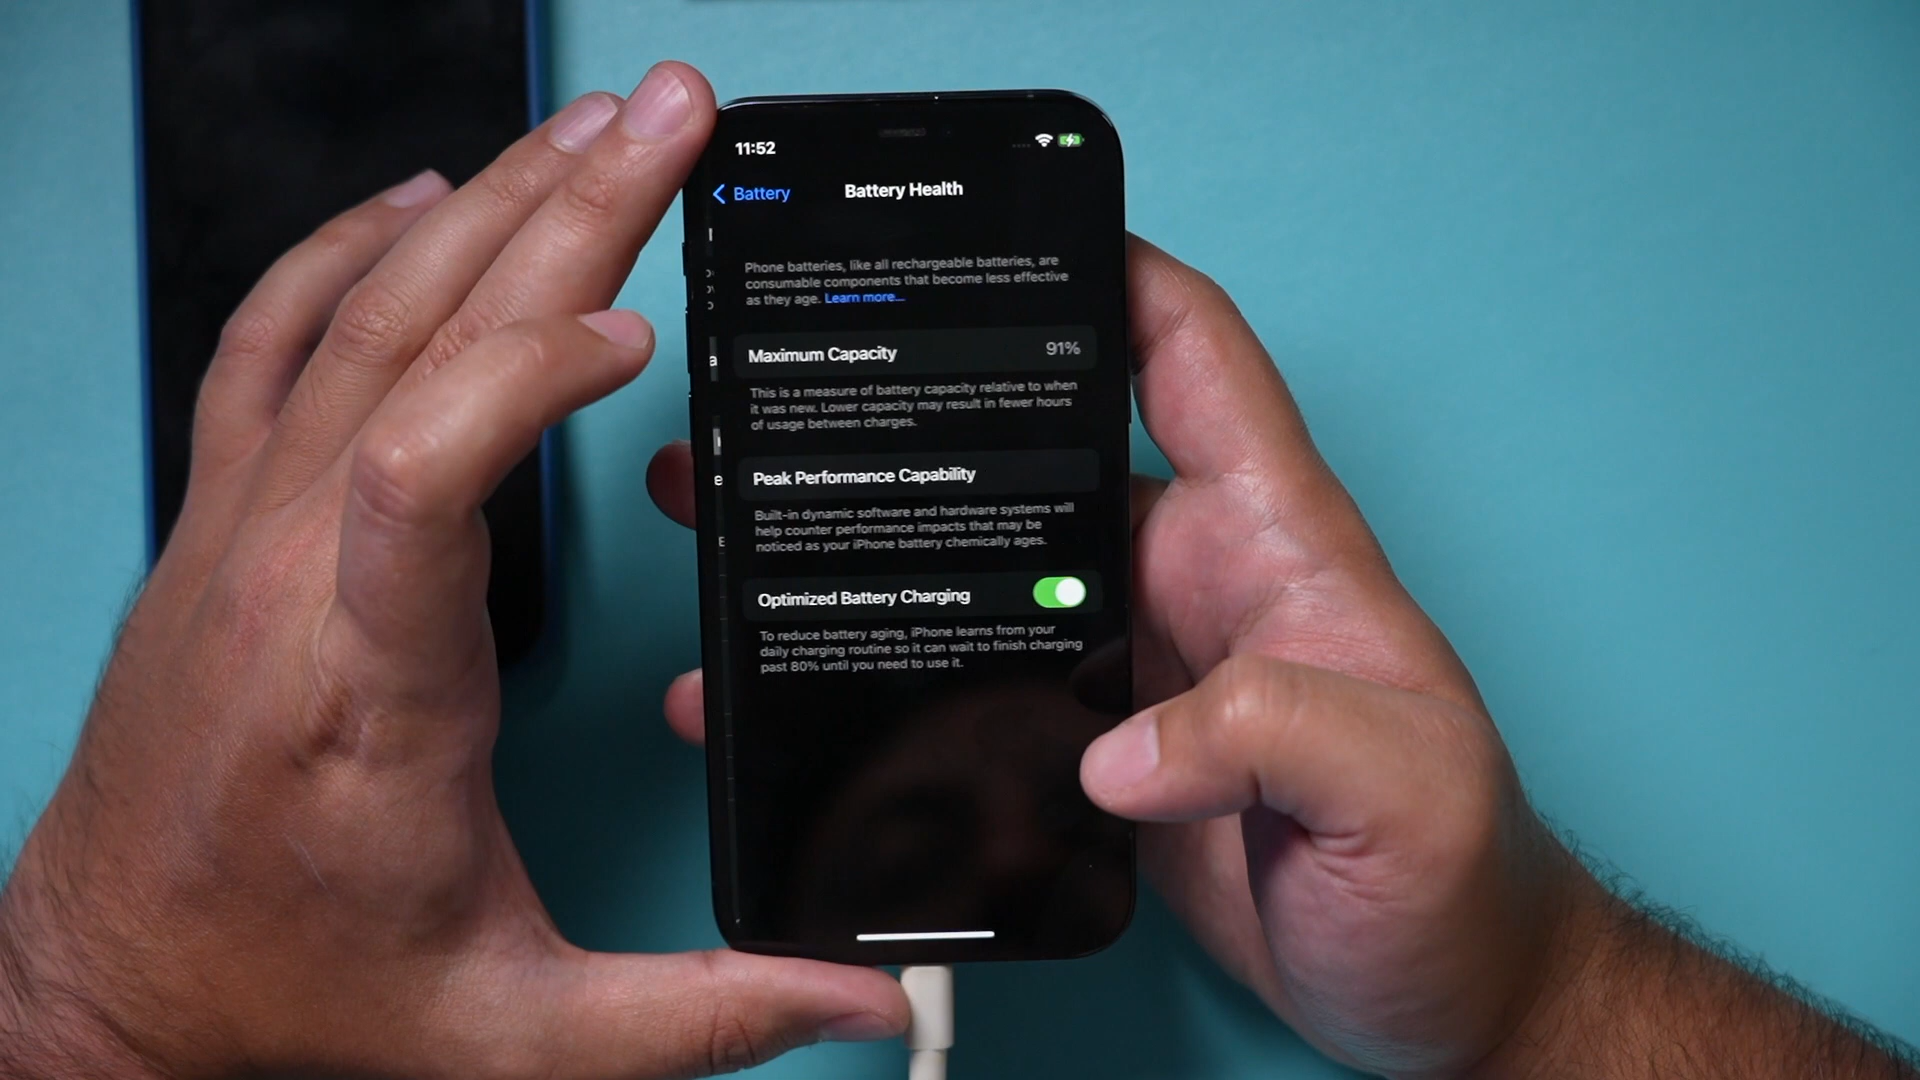 11:52
Battery
Battery Health
Phone batteries, like all rechargeable batteries, are
consumable components that become less effective
as they age. Learn more...
Maximum Capacity 91%
This is a measure of battery capacity relative to when
it was new. Lower capacity may result in fewer hours
of usage between charges.
Peak Performance Capability
Built-in dynamic software and hardware systems will
help counter performance impacts that may be
noticed as your iPhone battery chemically ages.
Optimized Battery Charging
To reduce battery aging, iPhone learns from your
daily charging routine so it can wait to finish charging
past 80% until you need to use it.